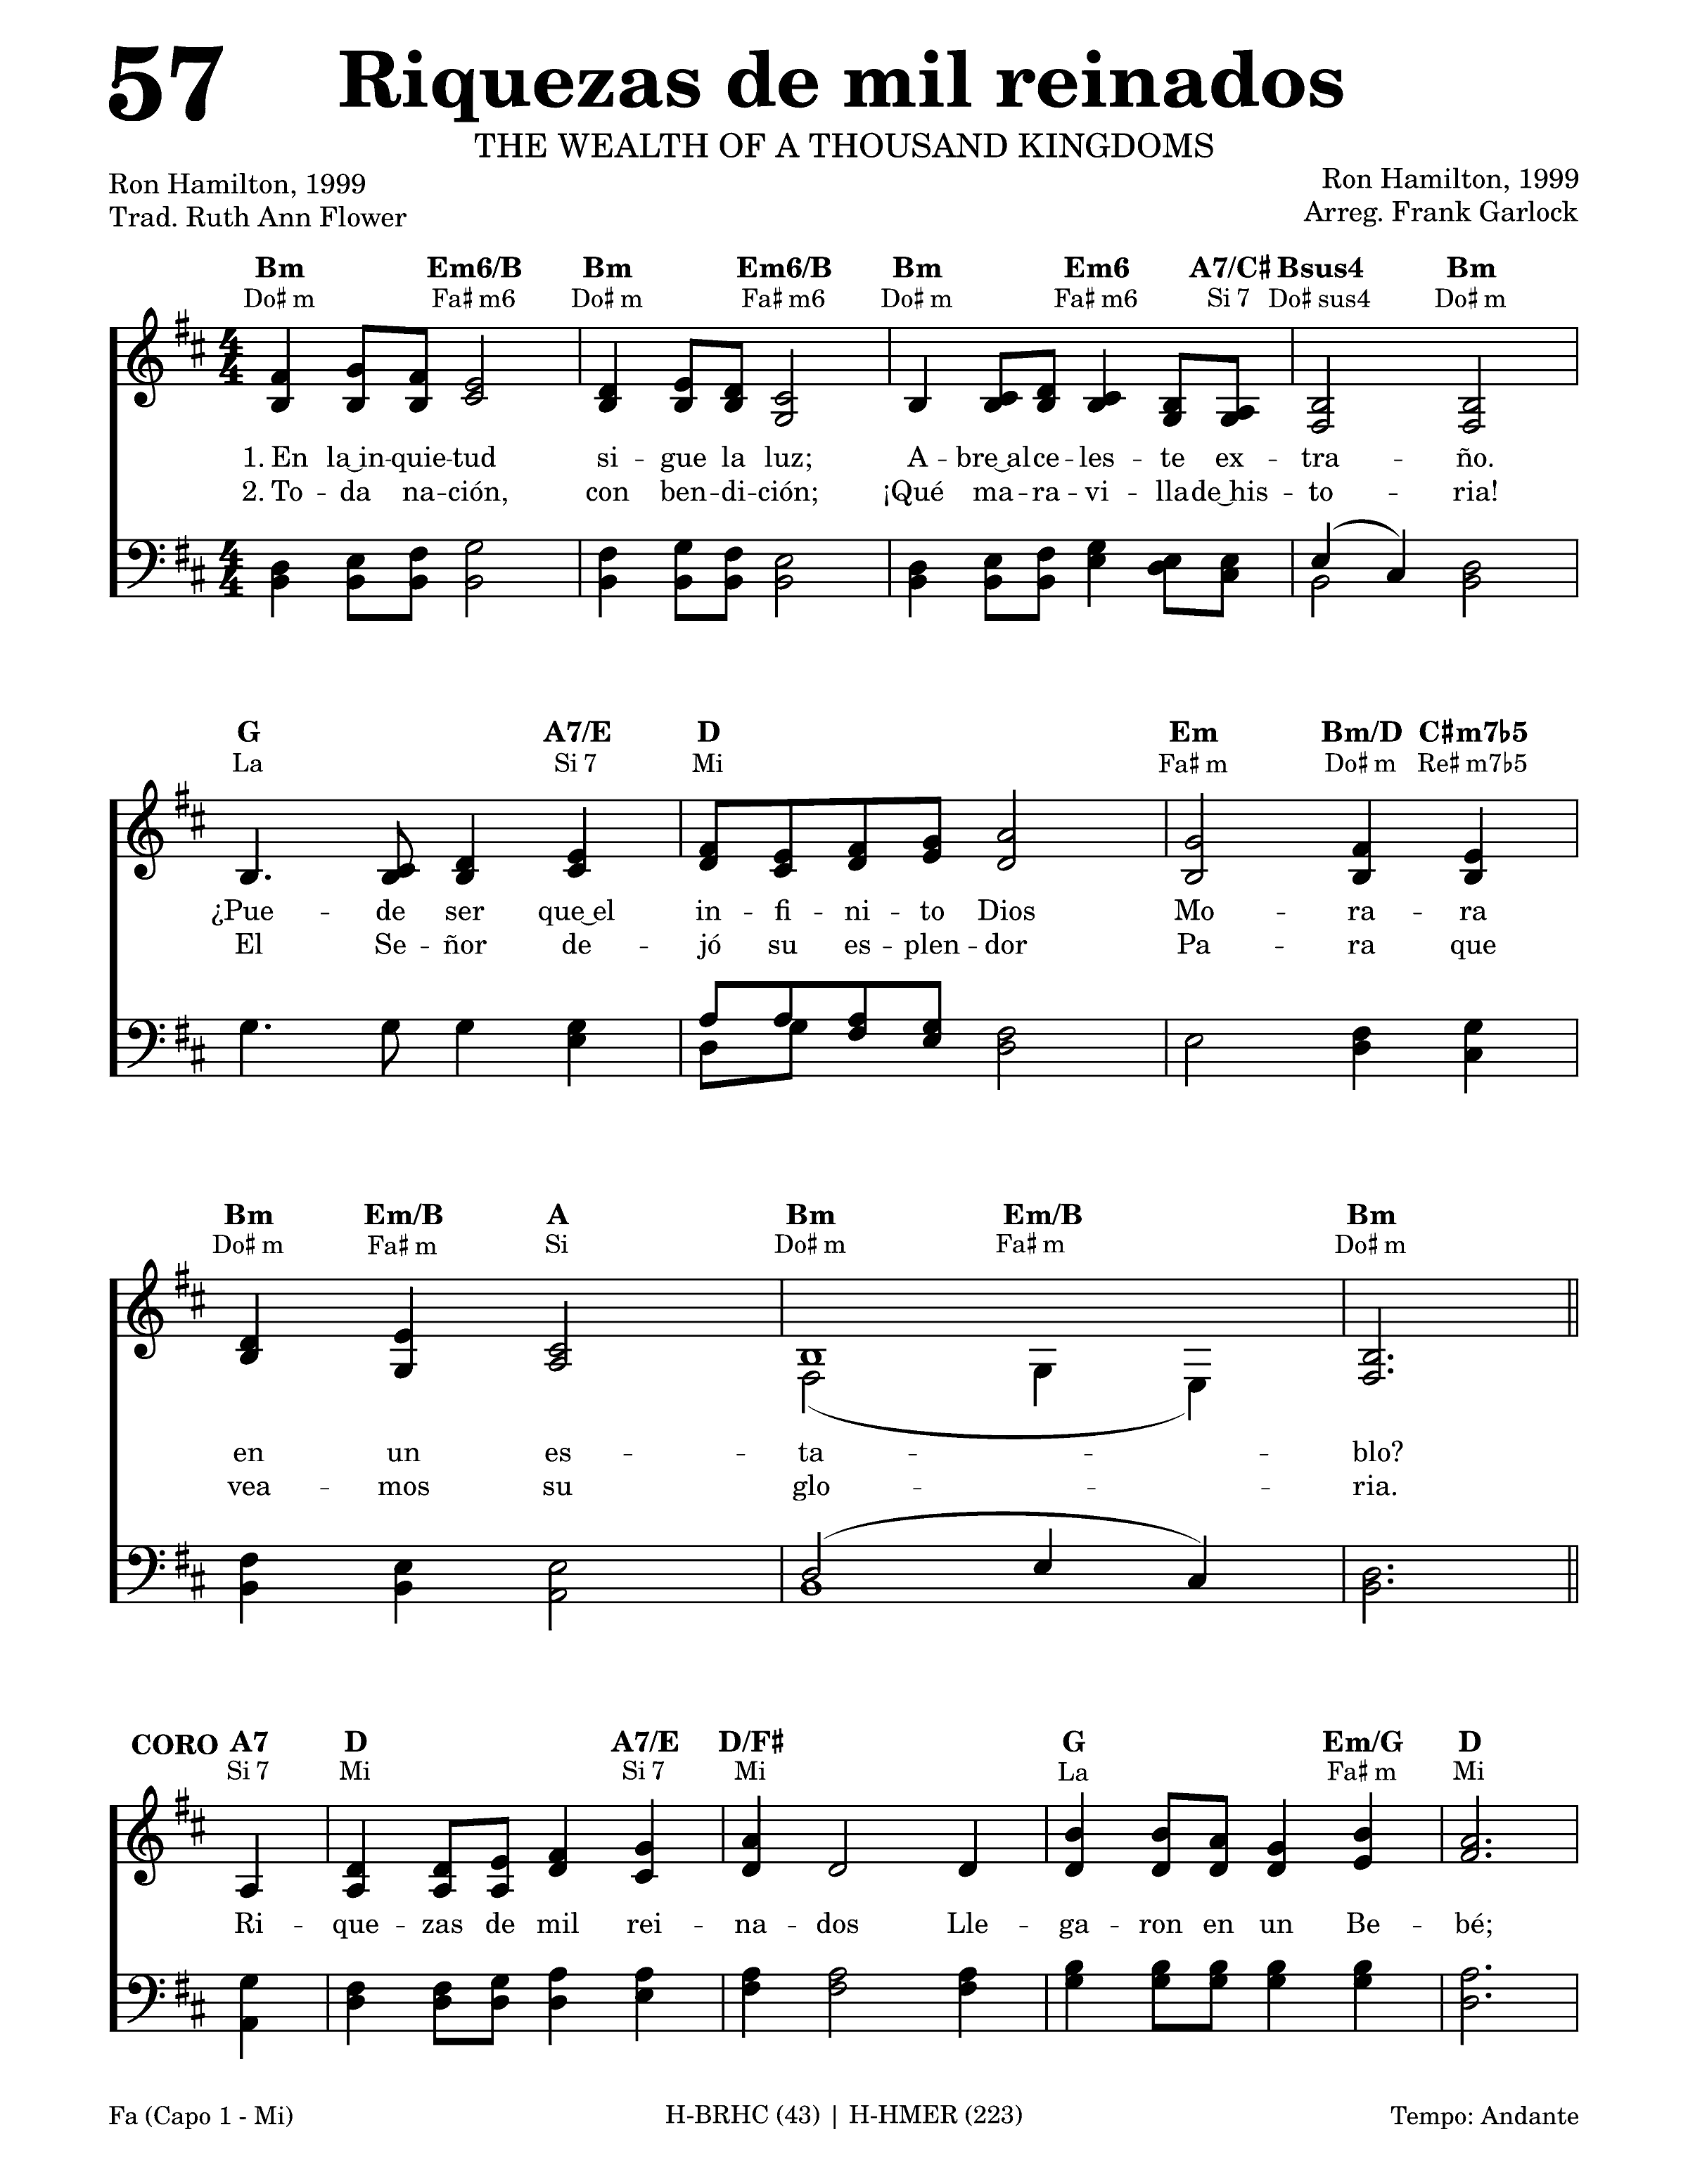 57 Riquezas de mil reinados
THE WEALTH OF A THOUSAND KINGDOMS
Ron Hamilton, 1999 Ron Hamilton, 1999
Trad. Ruth Ann Flower Arreg. Frank Garlock
Bm Em6/B Bm Em6/B Bm Em6 A7/C♯ Bsus4 Bm
Do♯ m Fa♯ m6 Do♯ m Fa♯ m6 Do♯ m Fa♯ m6 Si 7 Do♯ sus4 Do♯ m
4/4
1. En la‿in -- quie -- tud si -- gue la luz; A -- bre‿al -- ce -- les -- te ex -- tra -- ño.
2. To -- da na -- ción, con ben -- di -- ción; ¡Qué ma -- ra -- vi -- lla de‿his -- to -- ria!
4/4
G A7/E D Em Bm/D C♯m7♭5
La Si 7 Mi Fa♯ m Do♯ m Re♯ m7♭5
¿Pue -- de ser que‿el in -- fi -- ni -- to Dios Mo -- ra -- ra
El Se -- ñor de -- jó su es -- plen -- dor Pa -- ra que
Bm Em/B A Bm Em/B Bm
Do♯ m Fa♯ m Si Do♯ m Fa♯ m Do♯ m
en un es -- ta -- blo?
vea -- mos su glo -- ria.
CORO A7 D A7/E D/F♯ G Em/G D
Si 7 Mi Si 7 Mi La Fa♯ m Mi
Ri -- que -- zas de mil rei -- na -- dos Lle -- ga -- ron en un Be -- bé;
Fa (Capo 1 - Mi) H-BRHC (43) | H-HMER (223) Tempo: Andante